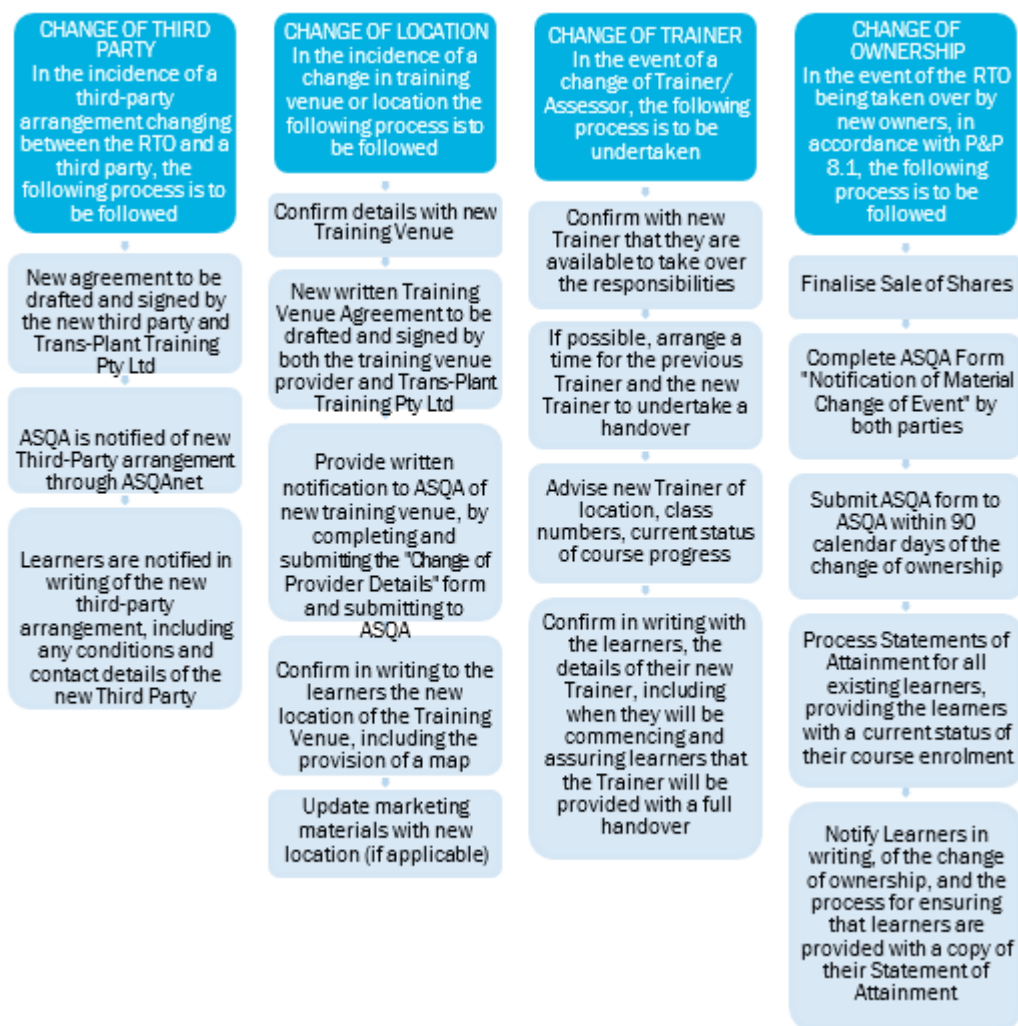 CHANGE OF THIRD
PARTY
In the incidence of a
third-party
arrangement changing
between the RTO and a
third party, the
following process is to
be followed
New agreement to be
drafted and signed by
the new third party and
Trans-Plant Training
Pty Ltd
ASQA is notified of new
Third-Party arrangement
through ASQAnet
Learners are notified in
writing of the new
third-party
arrangement, including
any conditions and
contact details of the
new Third Party
CHANGE OF LOCATION
In the incidence of a
change in training
venue or location the
following process is to
be followed
Confirm details with new
Training Venue
New written Training
Venue Agreement to be
drafted and signed by
both the training venue
provider and Trans-Plant
Training Pty Ltd
Provide written
notification to ASQA of
new training venue, by
completing and
submitting the "Change of
Provider Details" form
and submitting to
ASQA
Confirm in writing to the
learners the new
location of the Training
Venue, including the
provision of a map
Update marketing
materials with new
location (if applicable)
CHANGE OF TRAINER
In the event of a
change of Trainer/
Assessor, the following
process is to be
undertaken
Confirm with new
Trainer that they are
available to take over
the responsibilities
If possible, arrange a
time for the previous
Trainer and the new
Trainer to undertake a
handover
Advise new Trainer of
location, class
numbers, current status
of course progress
Confirm in writing with
the learners, the
details of their new
Trainer, including
when they will be
commencing and
assuring learners that
the Trainer will be
provided with a full
handover
CHANGE OF
OWNERSHIP
In the event of the RTO
being taken over by
new owners, in
accordance with P&P
8.1, the following
process is to be
followed
Finalise Sale of Shares
Complete ASQA Form
"Notification of Material
Change of Event" by
both parties
Submit ASQA form to
ASQA within 90
calendar days of the
change of ownership
Process Statements of
Attainment for all
existing learners,
providing the learners
with a current status of
their course enrolment
Notify Learners in
writing, of the change
of ownership, and the
process for ensuring
that learners are
provided with a copy of
their Statement of
Attainment